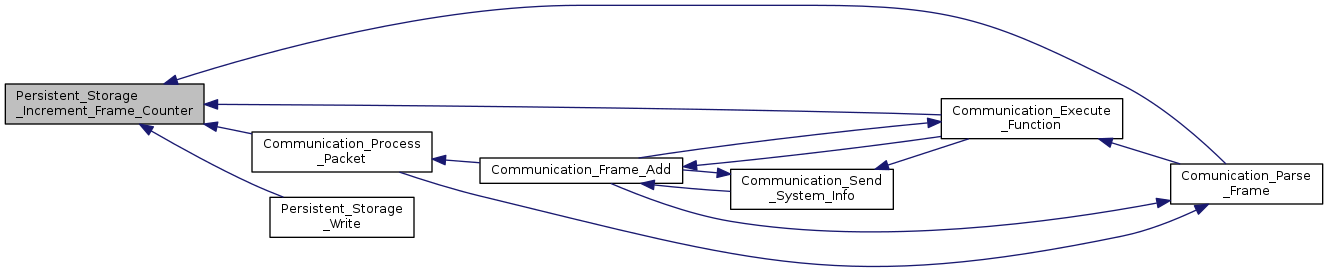 Persistent_Storage
_Increment_Frame_Counter
Communication_Process
_Packet
Persistent_Storage
_Write
Communication_Frame_Add
Communication_Send
_System_Info
Communication_Execute
_Function
Comunication_Parse
_Frame